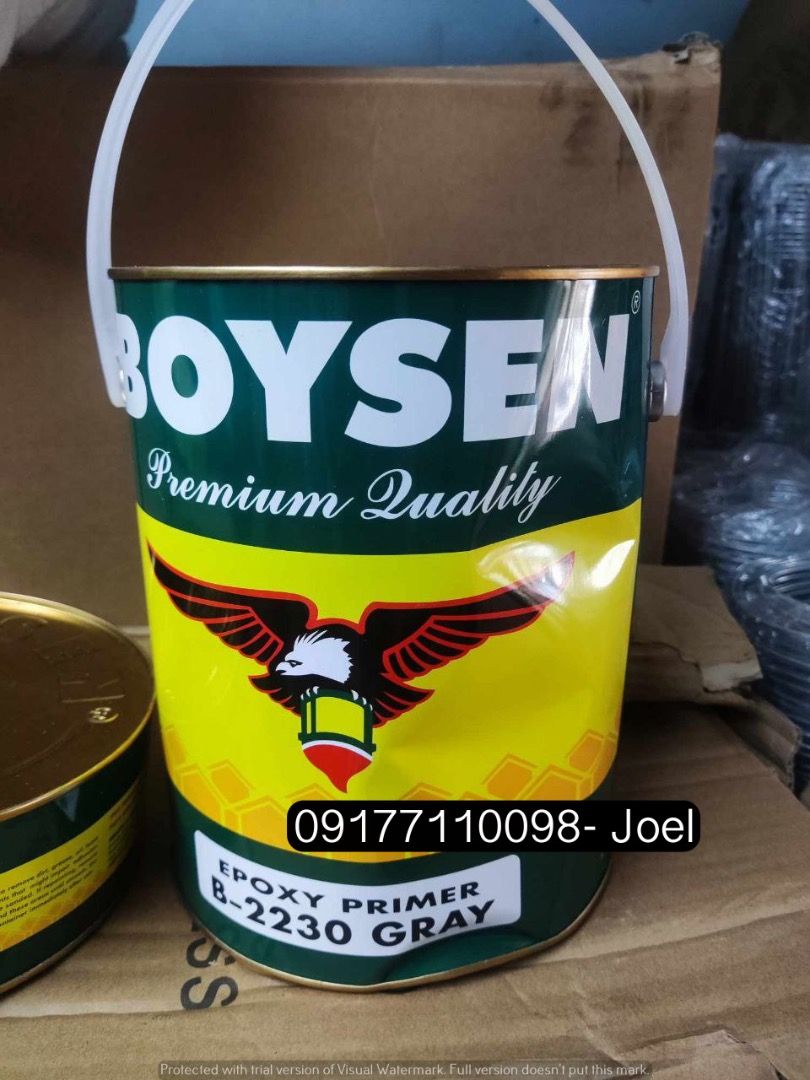 BOYSEN®
Premium Quality
09177110098- Joel
EPOXY PRIMER
B-2230 GRAY
SS
Protected with trial version of Visual Watermark. Full version doesn't put this mark.